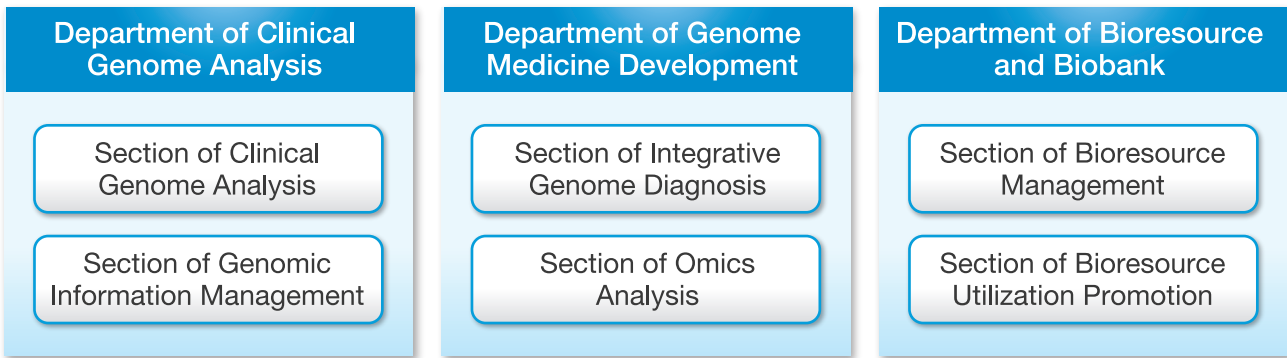 Department of Clinical
Genome Analysis
Section of Clinical
Genome Analysis
Section of Genomic
Information Management
Department of Genome
Medicine Development
Section of Integrative
Genome Diagnosis
Section of Omics
Analysis
Department of Bioresource
and Biobank
Section of Bioresource
Management
Section of Bioresource
Utilization Promotion